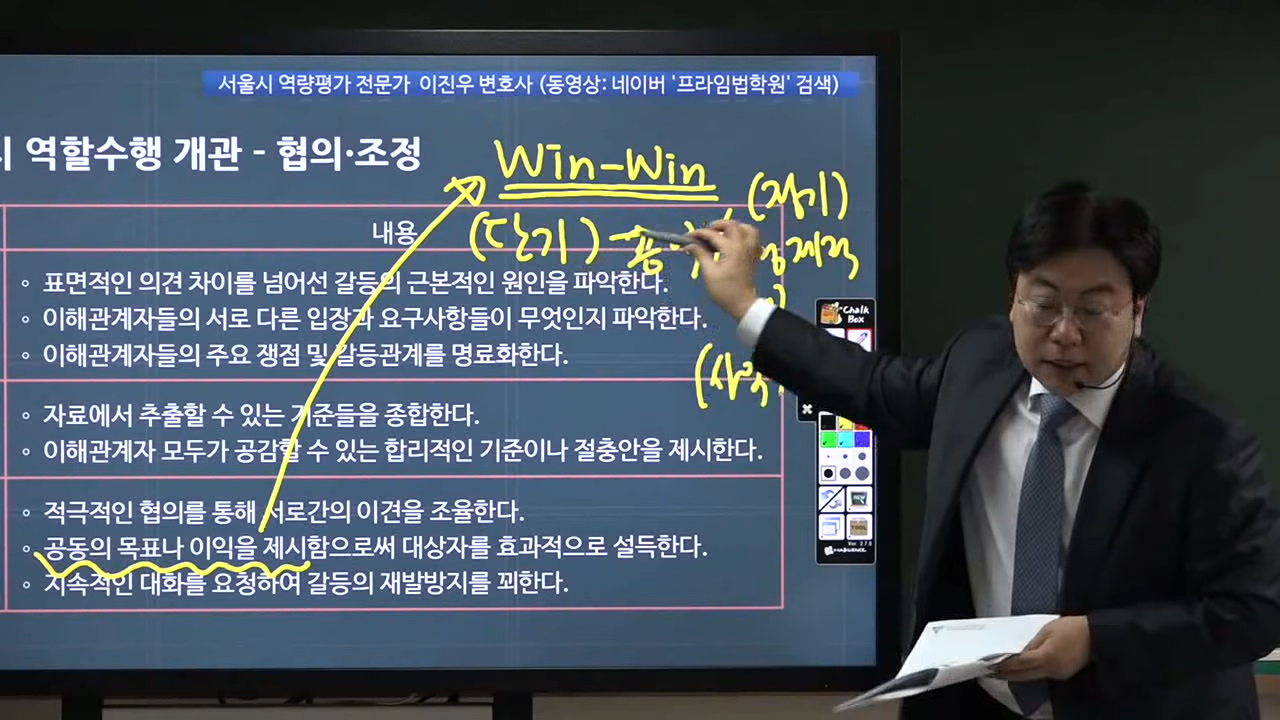 서울시 역량평가 전문가 이진우 변호사 (동영상: 네이버 '프라임법학원' 검색)
역할수행 개관 - 협의·조정
Win-Win
(장기)
(단기)
경제적
내용
◦ 표면적인 의견 차이를 넘어선 갈등의 근본적인 원인을 파악한다.
◦ 이해관계자들의 서로 다른 입장과 요구사항들이 무엇인지 파악한다.
◦ 이해관계자들의 주요 쟁점 및 갈등관계를 명료화한다.
◦ 자료에서 추출할 수 있는 기준들을 종합한다.
◦ 이해관계자 모두가 공감할 수 있는 합리적인 기준이나 절충안을 제시한다.
◦ 적극적인 협의를 통해 서로간의 이견을 조율한다.
◦ 공동의 목표나 이익을 제시함으로써 대상자를 효과적으로 설득한다.
◦ 지속적인 대화를 요청하여 갈등의 재발방지를 꾀한다.
Chalk
Box
TOOL